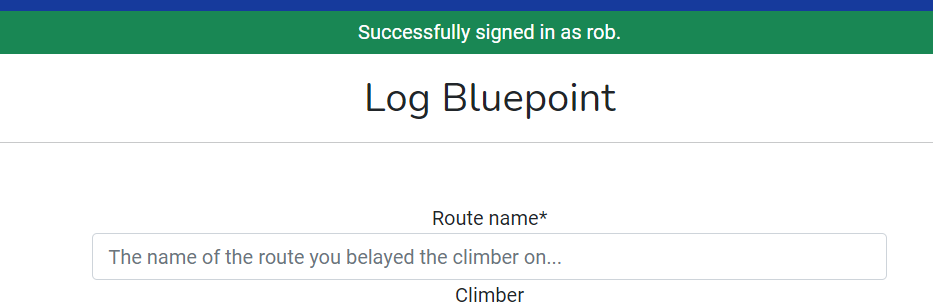 Successfully signed in as rob.
Log Bluepoint
Route name*
The name of the route you belayed the climber on...
Climber